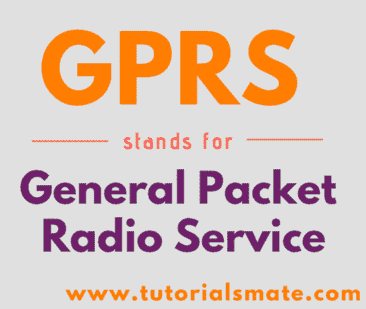 GPRS
stands for
General Packet
Radio Service
www.tutorialsmate.com